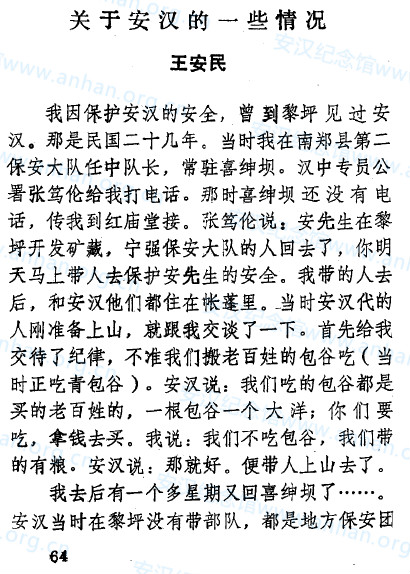 关于安汉的一些情况
王安民
我因保护安汉的安全，曾到黎坪见过安
汉。那是民国二十九年。当时我在南郑县第二
保安大队任中队长，常驻喜绅坝。汉中专员公
署张笃伦给我打电话。那时喜绅坝还没有电
话，传我到红庙堂接。张笃伦说：安先生在黎
坪开发矿藏，宁强保安大队的人回去了，你明
天马上带人去保护安先生的安全。我带的人去
后，和安汉他们都住在帐蓬里。当时安汉代的
人刚准备上山，就跟我交谈了一下。首先给我
交待了纪律，不准我们搬老百姓的包谷吃（当
时正吃青包谷）。安汉说：我们吃的包谷都是
买的老百姓的，一根包谷一个大洋；你们要
吃，拿钱去买。我说：我们不吃包谷，我们带
的有粮。安汉说：那就好。便带人上山去了。
我去后有一个多星期又回喜绅坝了……。
安汉当时在黎坪没有带部队，都是地方保安团
64
安汉纪念馆www.anhan.org.cn